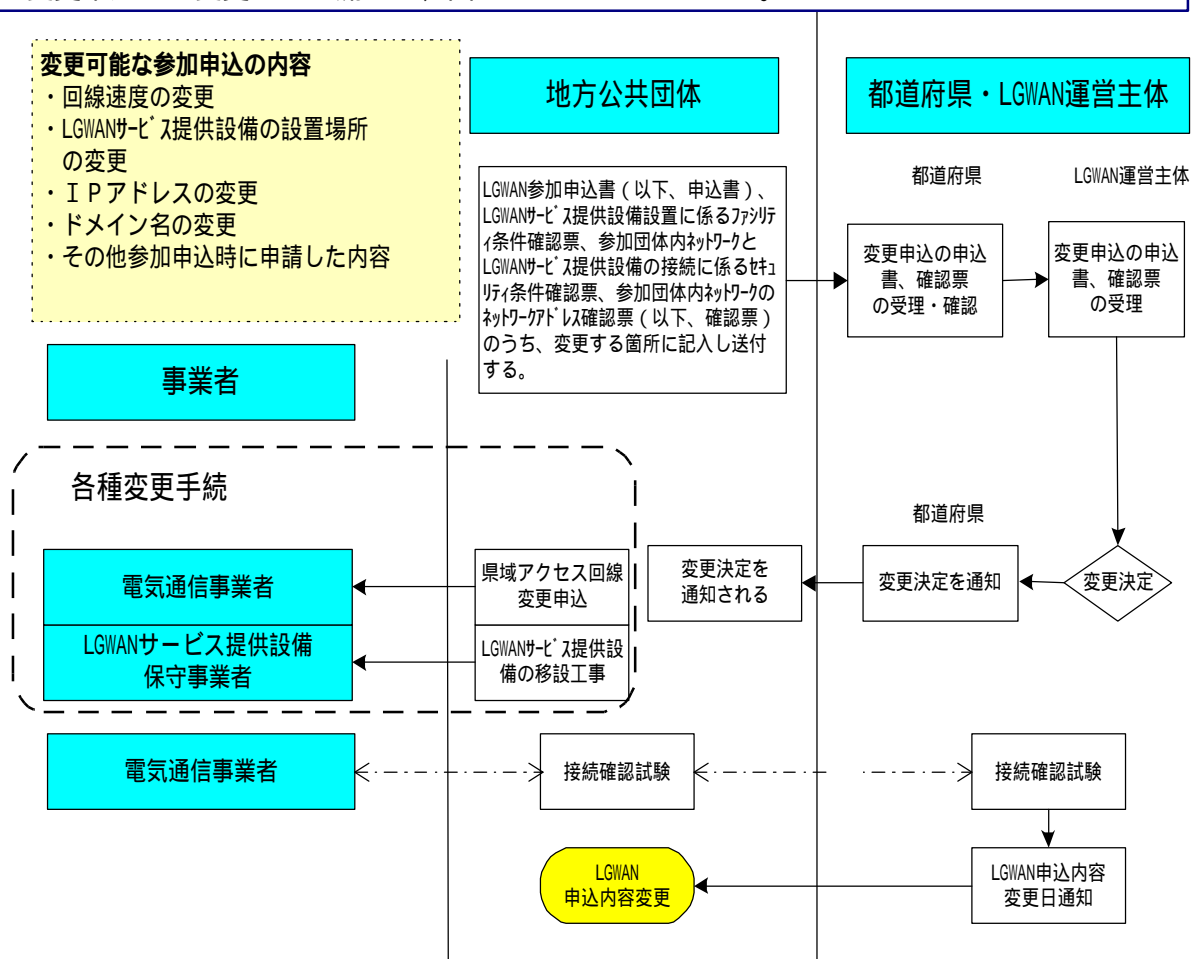 変更可能な参加申込の内容
・回線速度の変更
・LGWANｻｰﾋﾞｽ提供設備の設置場所
の変更
・ＩＰアドレスの変更
・ドメイン名の変更
・その他参加申込時に申請した内容
地方公共団体
都道府県・LGWAN運営主体
LGWAN参加申込書（以下、申込書）、
LGWANｻｰﾋﾞｽ提供設備設置に係るﾌｧｼﾘﾃ
ｨ条件確認票、参加団体内ﾈｯﾄﾜｰｸと
LGWANｻｰﾋﾞｽ提供設備の接続に係るｾｷｭ
ﾘﾃｨ条件確認票、参加団体内ﾈｯﾄﾜｰｸの
ﾈｯﾄﾜｰｸｱﾄﾞﾚｽ確認票（以下、確認票）
のうち、変更する箇所に記入し送付
する。
都道府県
変更申込の申込
書、確認票
の受理・確認
LGWAN運営主体
変更申込の申込
書、確認票
の受理
事業者
各種変更手続
電気通信事業者
LGWANサービス提供設備
保守事業者
県域アクセス回線
変更申込
LGWANｻｰﾋﾞｽ提供設
備の移設工事
変更決定を
通知される
都道府県
変更決定を通知
変更決定
電気通信事業者
接続確認試験
接続確認試験
LGWAN
申込内容変更
LGWAN申込内容
変更日通知